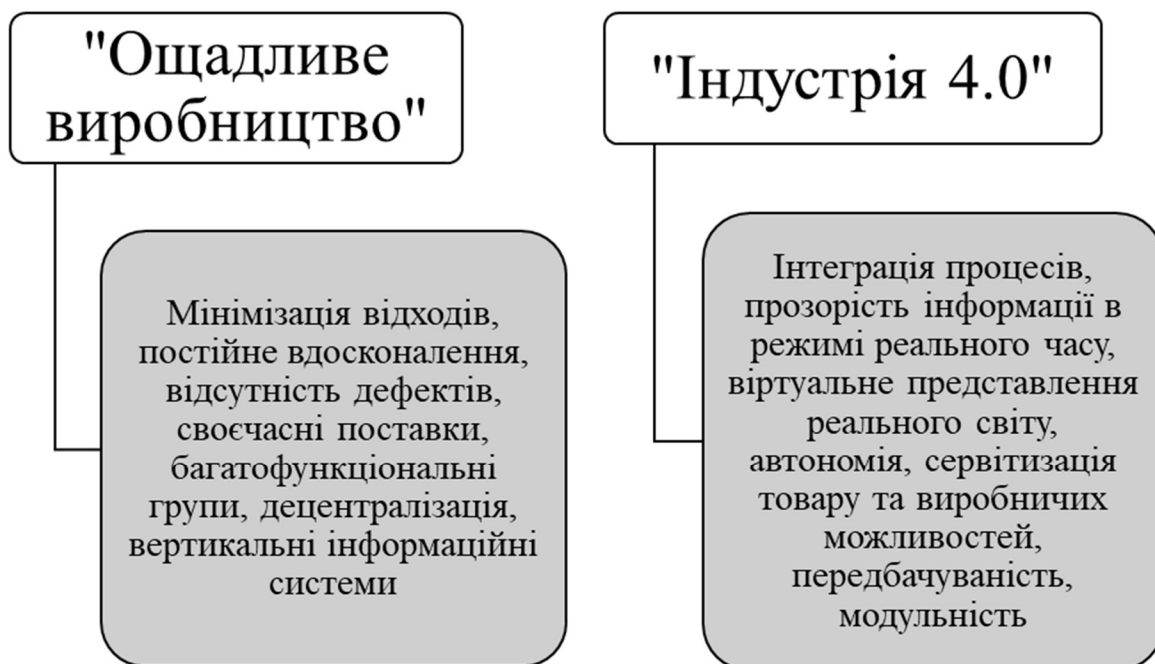 "Ощадливе
виробництво"
Мінімізація відходів,
постійне вдосконалення,
відсутність дефектів,
своєчасні поставки,
багатофункціональні
групи, децентралізація,
вертикальні інформаційні
системи
"Індустрія 4.0"
Інтеграція процесів,
прозорість інформації в
режимі реального часу,
віртуальне представлення
реального світу,
автономія, сервітизація
товару та виробничих
можливостей,
передбачуваність,
модульність